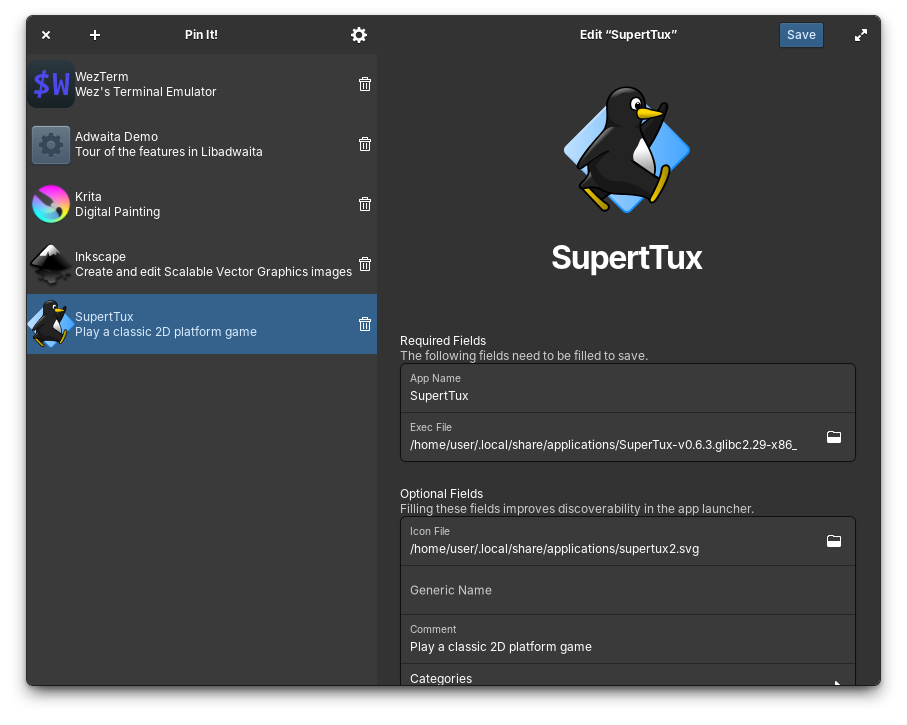 Pin It!
$W
WezTerm
Wez's Terminal Emulator
Adwaita Demo
Tour of the features in Libadwaita
Krita
Digital Painting
Inkscape
Create and edit Scalable Vector Graphics images
SupertTux
Play a classic 2D platform game
Edit “SupertTux”
Save
SupertTux
Required Fields
The following fields need to be filled to save.
App Name
SupertTux
Exec File
/home/user/.local/share/applications/SuperTux-v0.6.3.glibc2.29-x86_
Optional Fields
Filling these fields improves discoverability in the app launcher.
Icon File
/home/user/.local/share/applications/supertux2.svg
Generic Name
Comment
Play a classic 2D platform game
Categories